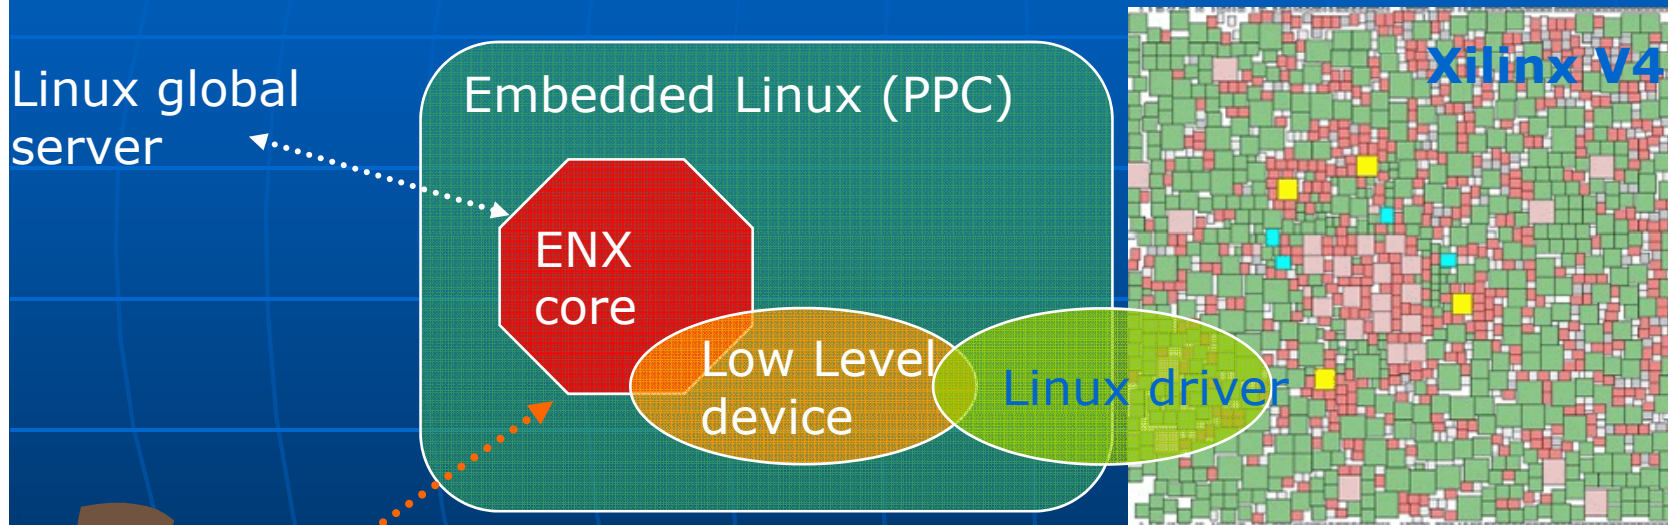 Linux global
server
Embedded Linux (PPC)
Xilinx V4
ENX
core
Low Level
device
Linux driver